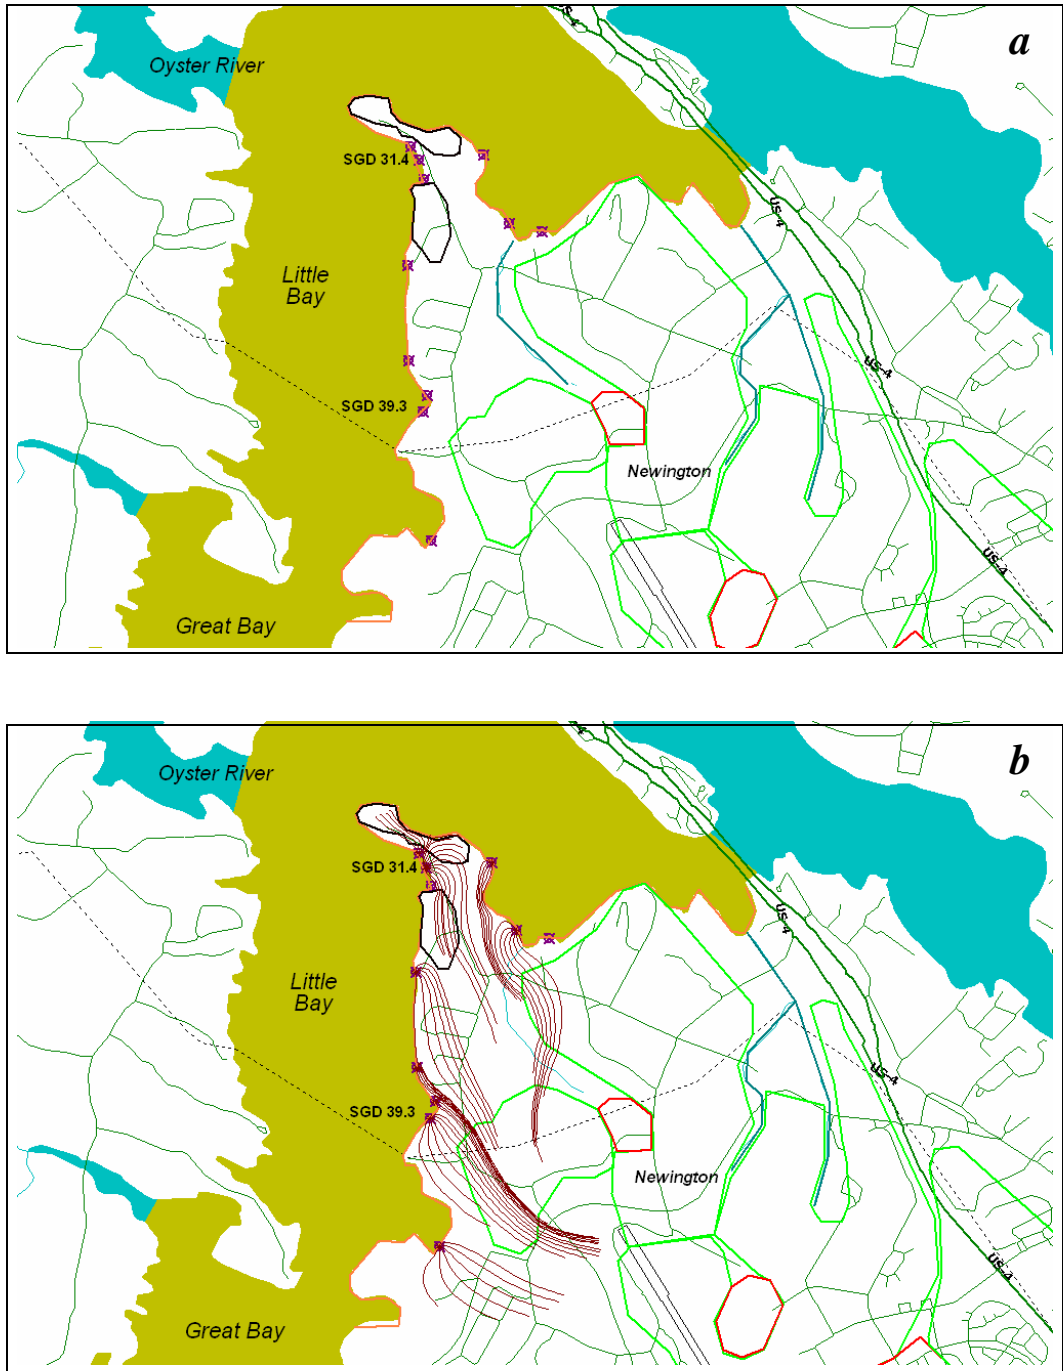 US-4
a
Oyster River
SGD 31.4
US-4
Little
Bay
US-4
SGD 39.3
Newington
US-4
Great Bay
b
Oyster River
SGD 31.4
US-4
Little
Bay
US-4
SGD 39.3
Newington
US-4
Great Bay